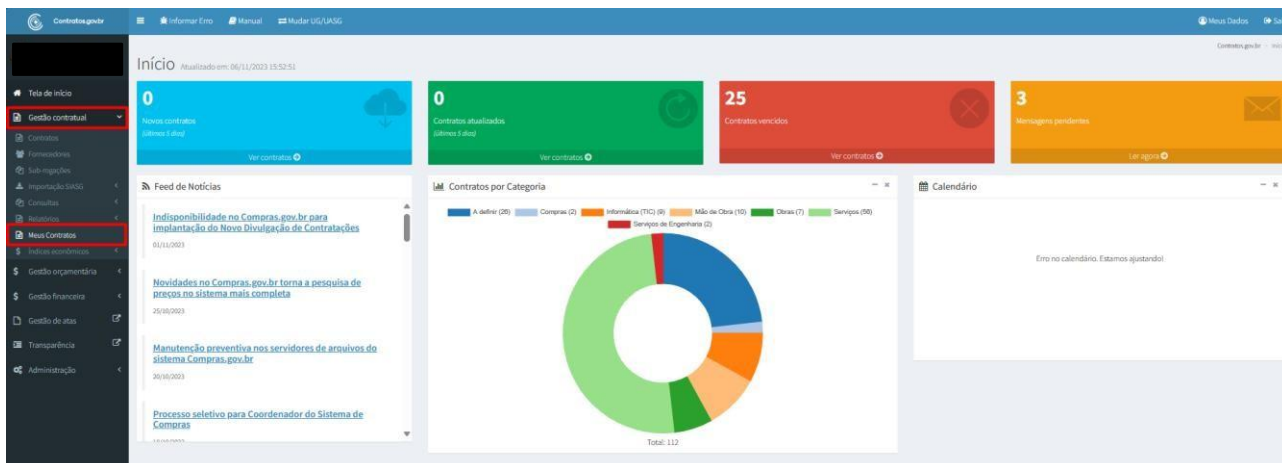 Contratos.gov.br
Informar Erro
Manual
Mudar UG/UASG
Meus Dados
Contratos.gov.br
Início Atualizado em: 06/11/2023 15:52:51
Tela de início
Gestão contratual
Contratos
Fornecedores
Sub-rogações
Importação SIASG
Consultas
Relatórios
Meus Contratos
Índices econômicos
Gestão orçamentária
Gestão financeira
Gestão de atas
Transparência
Administração
0
Novos contratos
(últimos 5 dias)
Ver contratos
0
Contratos atualizados
(últimos 5 dias)
Ver contratos
25
Contratos vencidos
Ver contratos
3
Mensagens pendentes
Ler agora
Feed de Notícias
Indisponibilidade no Compras.gov.br para
implantação do Novo Divulgação de Contratações
01/11/2023
Novidades no Compras.gov.br torna a pesquisa de
preços no sistema mais completa
25/10/2023
Manutenção preventiva nos servidores de arquivos do
sistema Compras.gov.br
20/10/2023
Processo seletivo para Coordenador do Sistema de
Compras
Contratos por Categoria
A definir (26) Compras (2) Informática (TIC) (9) Mão de Obra (10) Obras (7) Serviços (56)
Serviços de Engenharia (2)
Total: 112
Calendário
Erro no calendário. Estamos ajustando!